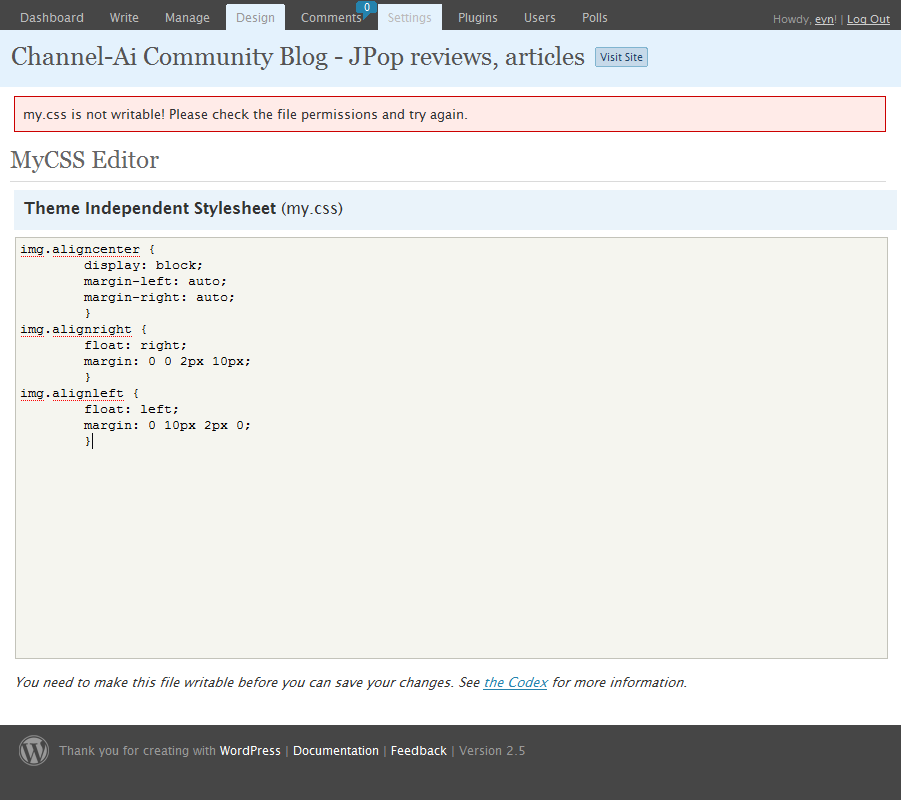 Dashboard Write Manage Design Comments 0 Settings Plugins Users Polls Howdy, evn! | Log Out
Channel-Ai Community Blog - JPop reviews, articles Visit Site
my.css is not writable! Please check the file permissions and try again.
MyCSS Editor
Theme Independent Stylesheet (my.css)
img.aligncenter {
display: block;
margin-left: auto;
margin-right: auto;
}
img.alignright {
float: right;
margin: 0 0 2px 10px;
}
img.alignleft {
float: left;
margin: 0 10px 2px 0;
}
You need to make this file writable before you can save your changes. See the Codex for more information.
Thank you for creating with WordPress | Documentation | Feedback | Version 2.5